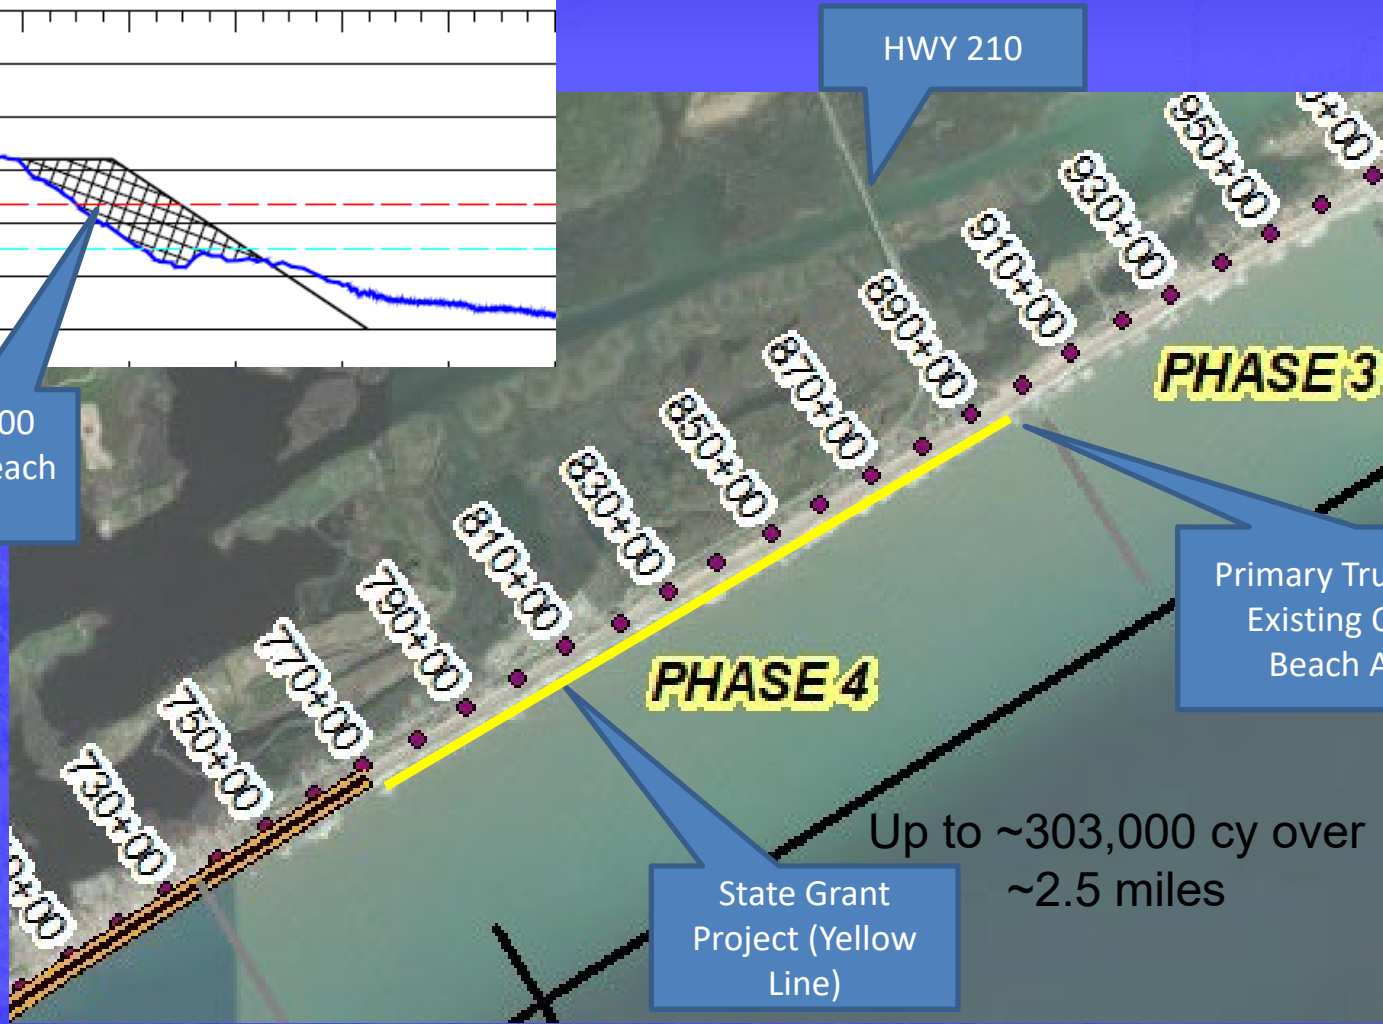 HWY 210
950+00
930+00
910+00
890+00
870+00
850+00
830+00
810+00
790+00
770+00
750+00
730+00
PHASE 3
PHASE 4
00
each
Primary
Existing
Beach
Up to ~303,000 cy over
~2.5 miles
State Grant
Project (Yellow
Line)